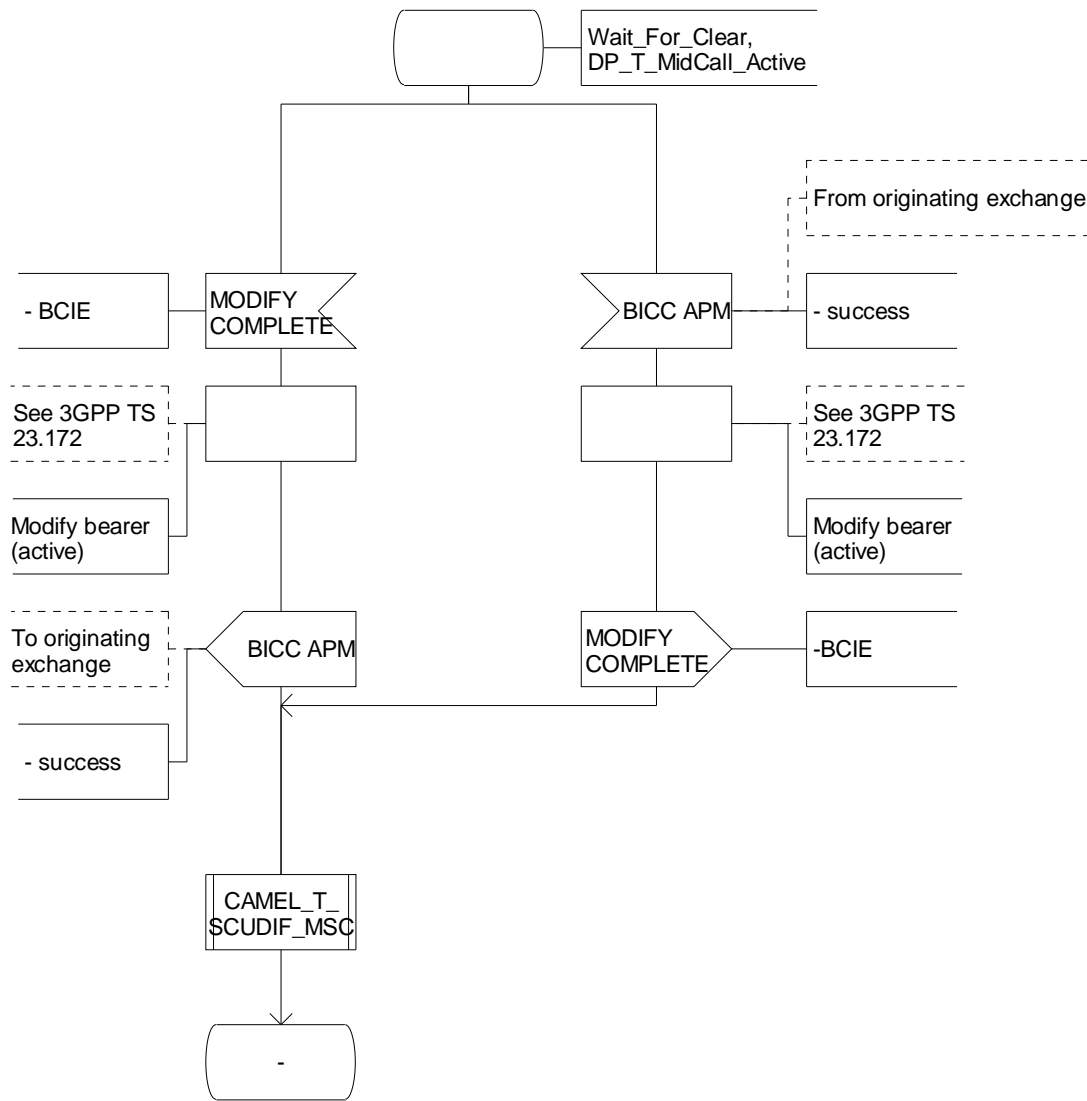 Wait_For_Clear,
DP_T_MidCall_Active
From originating exchange
- BCIE
MODIFY
COMPLETE
BICC APM
- success
See 3GPP TS
23.172
See 3GPP TS
23.172
Modify bearer
(active)
Modify bearer
(active)
To originating
exchange
BICC APM
MODIFY
COMPLETE
-BCIE
- success
CAMEL_T_
SCUDIF_MSC
-